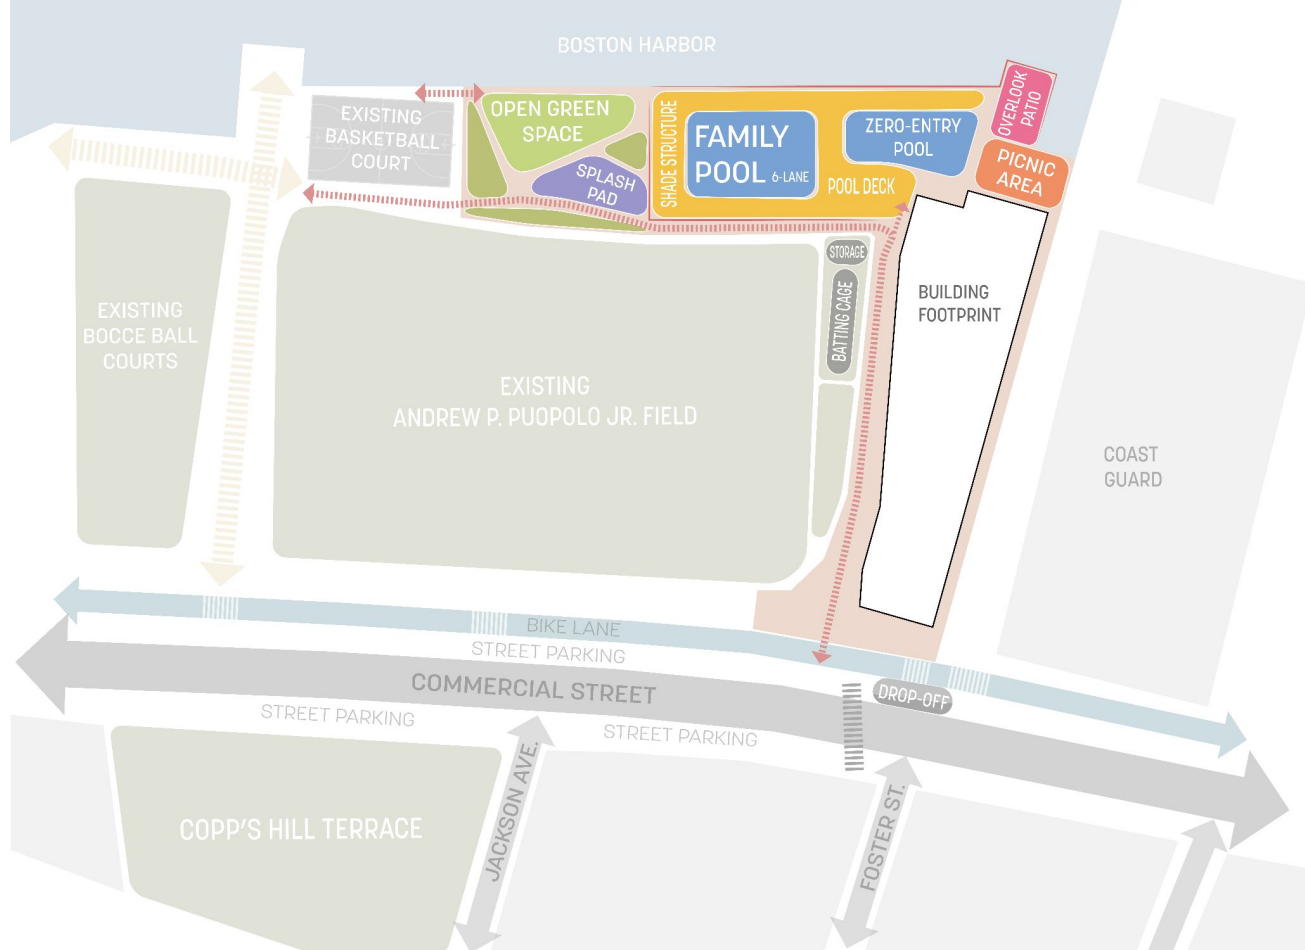 BOSTON HARBOR
EXISTING
BASKETBALL
COURT
OPEN GREEN
SPACE
SPLASH
PAD
SHADE STRUCTURE
FAMILY
POOL 6-LANE
ZERO-ENTRY
POOL
POOL DECK
OVERLOOK
PATIO
PICNIC
AREA
STORAGE
BATTING CAGE
BUILDING
FOOTPRINT
EXISTING
BOCCE BALL
COURTS
EXISTING
ANDREW P. PUOPOLO JR. FIELD
COAST
GUARD
BIKE LANE
STREET PARKING
COMMERCIAL STREET
DROP-OFF
STREET PARKING
STREET PARKING
JACKSON AVE.
FOSTER ST.
COPP'S HILL TERRACE